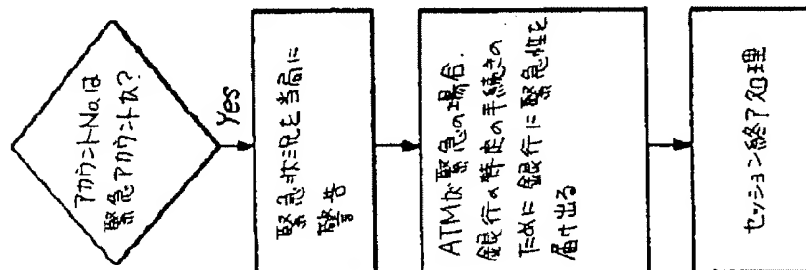 アカウントNoは
緊急アカウントか?
Yes
緊急状況を当局に
警告
ATMが緊急の場合.
銀行の特定の手続きの
ために銀行に緊急性を
届け出る
セッション終了処理